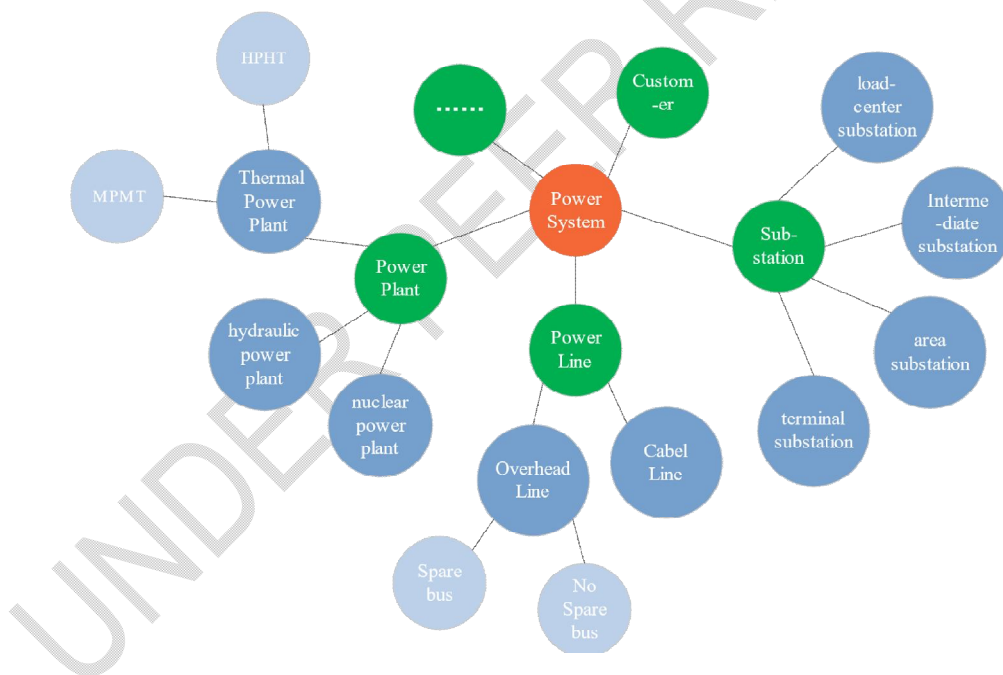 HPHT
......
Custom
-er
load-
center
substation
MPMT
Thermal
Power
Plant
Power
System
Interme
-diate
substation
Sub-
station
Power
Plant
hydraulic
power
plant
Power
Line
area
substation
nuclear
power
plant
terminal
substation
Overhead
Line
Cabel
Line
Spare
bus
No
Spare
bus
UNDER PEER